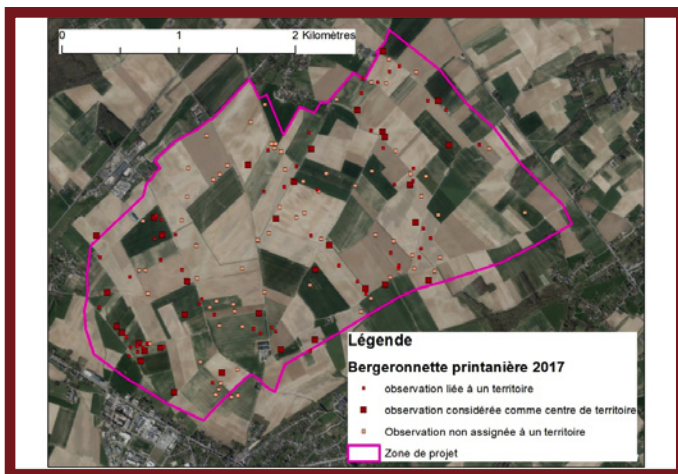 0 1 2 Kilomètres
Légende
Bergeronnette printanière 2017
observation liée à un territoire
observation considérée comme centre de territoire
Observation non assignée à un territoire
Zone de projet